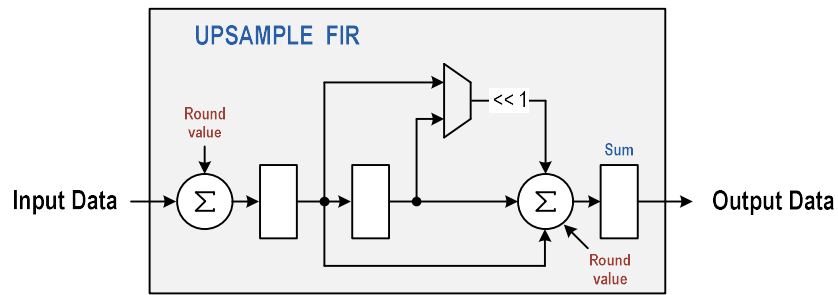 UPSAMPLE FIR
Round
value
<< 1
Sum
Input Data
Σ
Σ
Output Data
Round
value